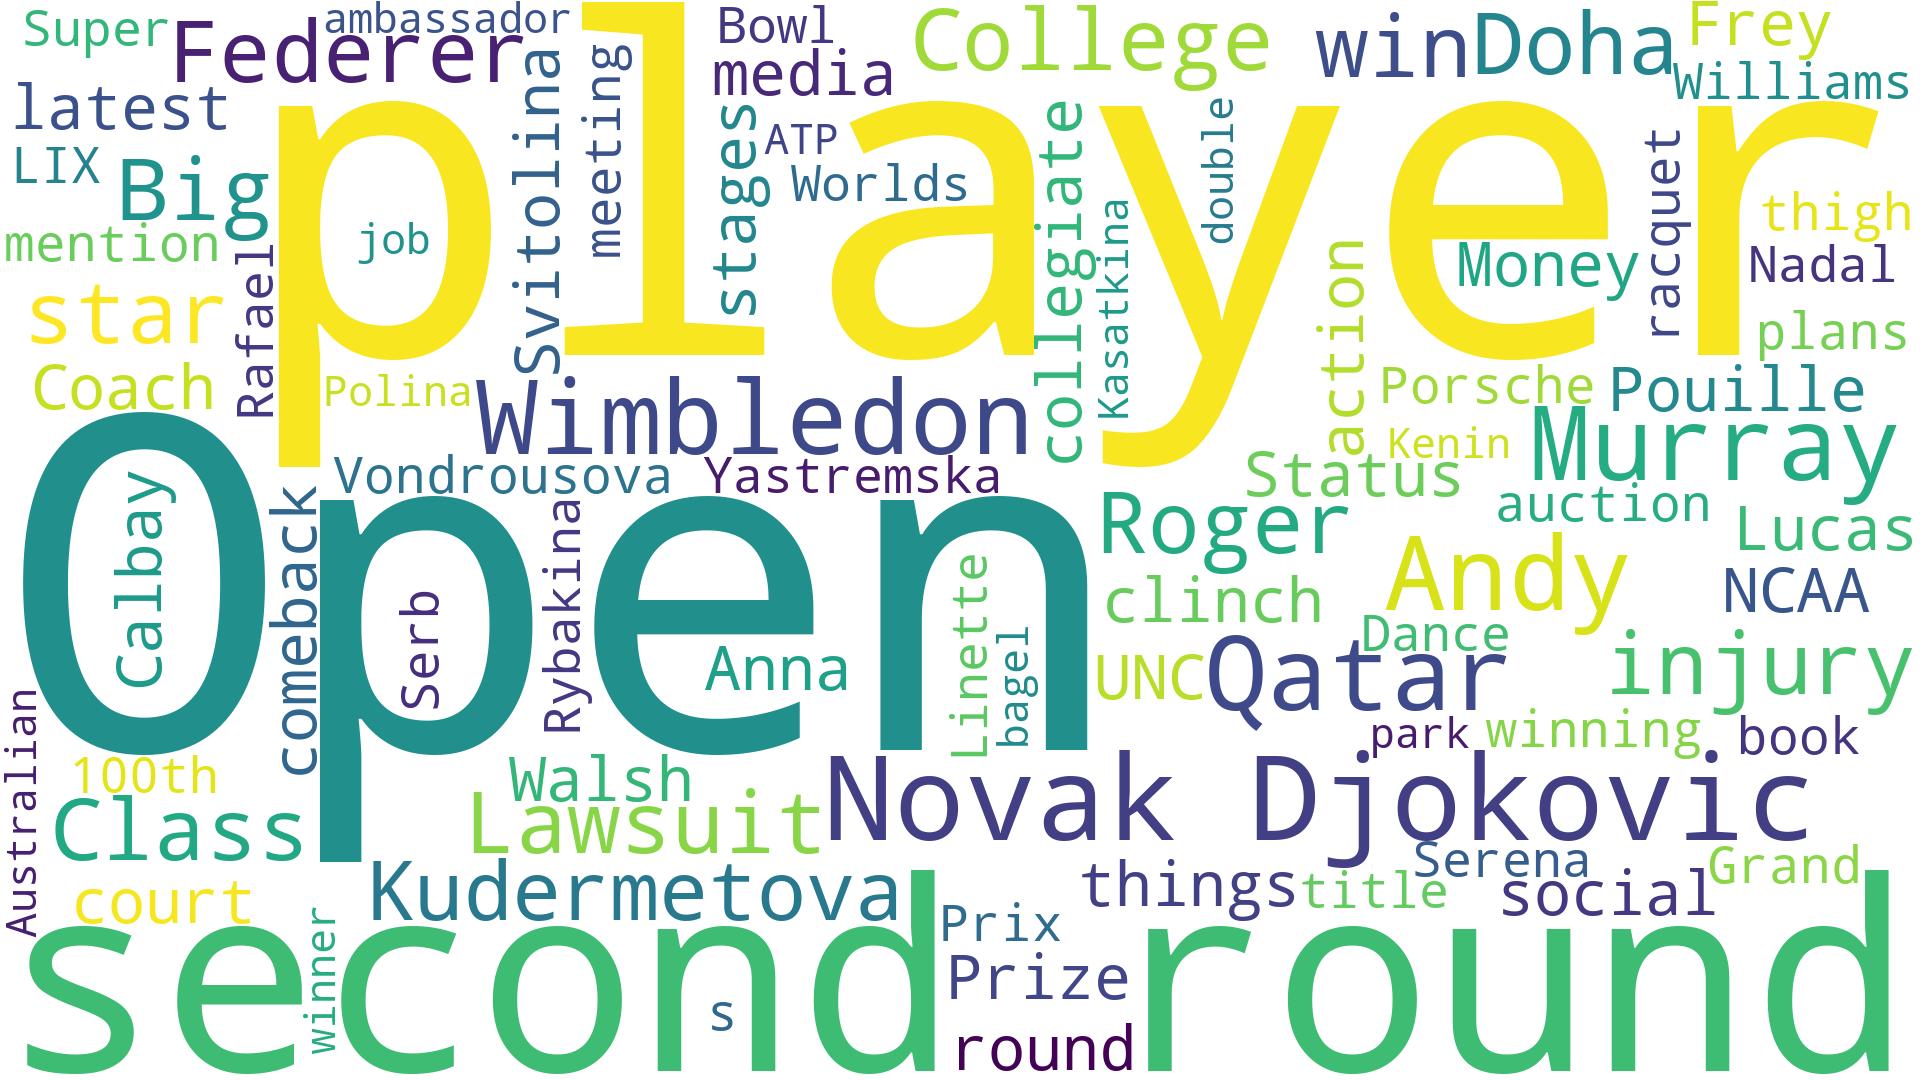 Super
Federer
ambassador
Bowl
College
win
Doha
Frey
media
Williams
latest
player
Svitolina
meeting
stages
ATP
collegiate
double
racquet
LIX
Big
Worlds
thigh
mention
job
Rafael
Kasatkina
action
Money
Nadal
star
plans
Coach
Polina
Wimbledon
Porsche
Pouille
Kenin
Murray
Vondrousova
Yastremska
Status
Open
Calbay
comeback
Roger
auction
Lucas
Rybakina
Serb
Linette
clinch
Andy
NCAA
Anna
bagel
UNC
Qatar
Dance
injury
Australian
park
winning
book
100th
Walsh
Novak Djokovic
Class
Lawsuit
Serena
Grand
court
Kudermetova
things
title
social
winner
Prix
second round
s
Prize
round